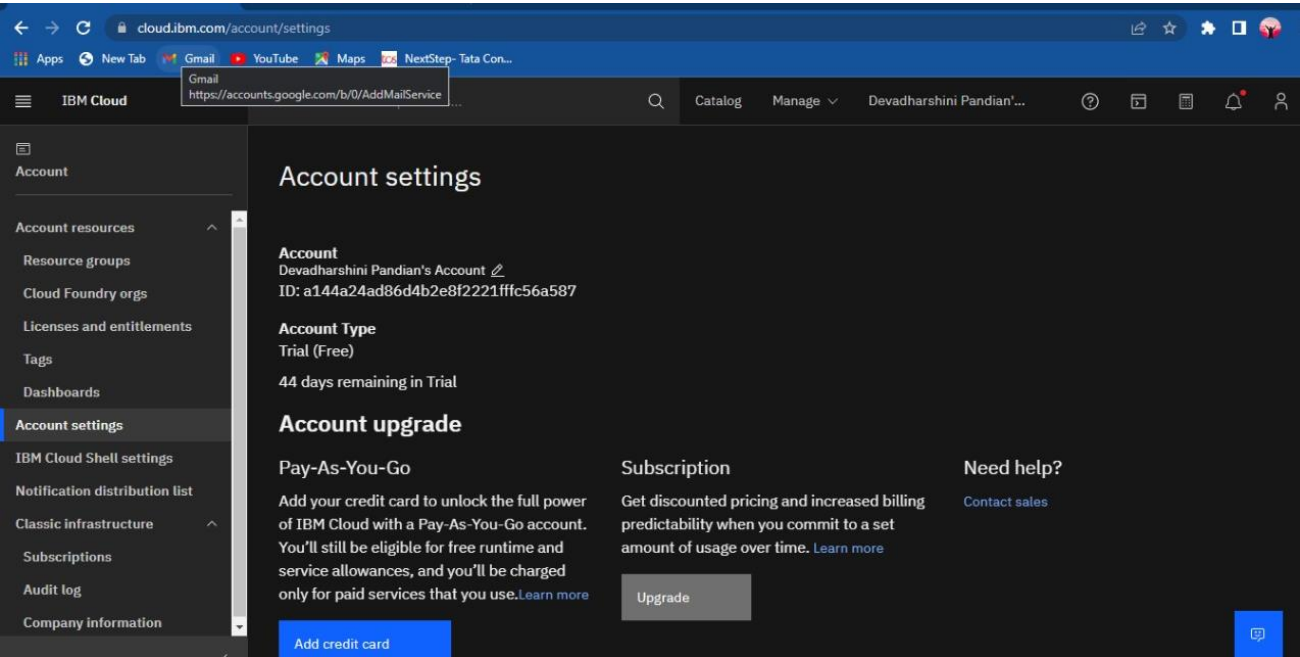 cloud.ibm.com/account/settings
Apps New Tab Gmail YouTube Maps NextStep- Tata Con...
Gmail
https://accounts.google.com/b/0/AddMailService
IBM Cloud Catalog Manage Devadharshini Pandian'...
Account
Account settings
Account resources
Resource groups
Cloud Foundry orgs
Licenses and entitlements
Tags
Dashboards
Account settings
IBM Cloud Shell settings
Notification distribution list
Classic infrastructure
Subscriptions
Audit log
Company information
Account
Devadharshini Pandian's Account
ID: a144a24ad86d4b2e8f2221fffc56a587
Account Type
Trial (Free)
44 days remaining in Trial
Account upgrade
Pay-As-You-Go
Add your credit card to unlock the full power
of IBM Cloud with a Pay-As-You-Go account.
You'll still be eligible for free runtime and
service allowances, and you'll be charged
only for paid services that you use.Learn more
Add credit card
Subscription
Get discounted pricing and increased billing
predictability when you commit to a set
amount of usage over time. Learn more
Upgrade
Need help?
Contact sales